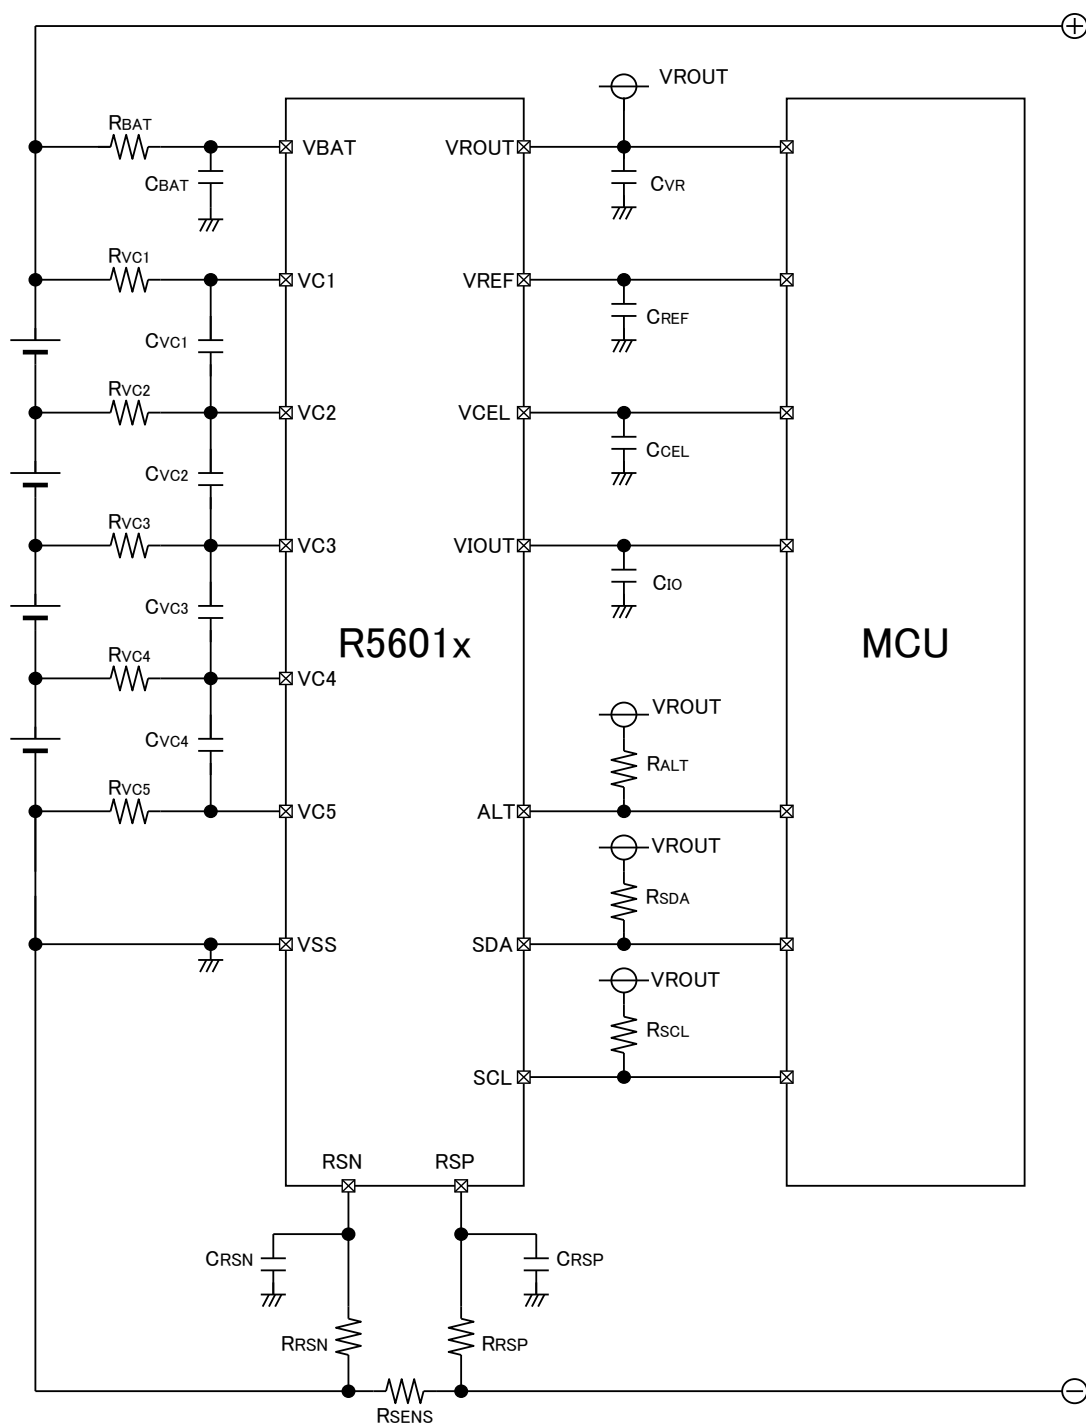 VROUT
RBAT
VBAT
VROUT
CBAT
CVR
RVC1
VC1
VREF
CVC1
CREF
RVC2
VC2
VCEL
CVC2
CCEL
RVC3
VC3
VIOUT
CVC3
CIO
R5601x
MCU
RVC4
VC4
VROUT
CVC4
RALT
RVC5
VC5
ALT
VROUT
RSDA
VSS
SDA
VROUT
RSCL
SCL
RSN
RSP
CRSN
CRSP
RRSN
RRSP
RSENS